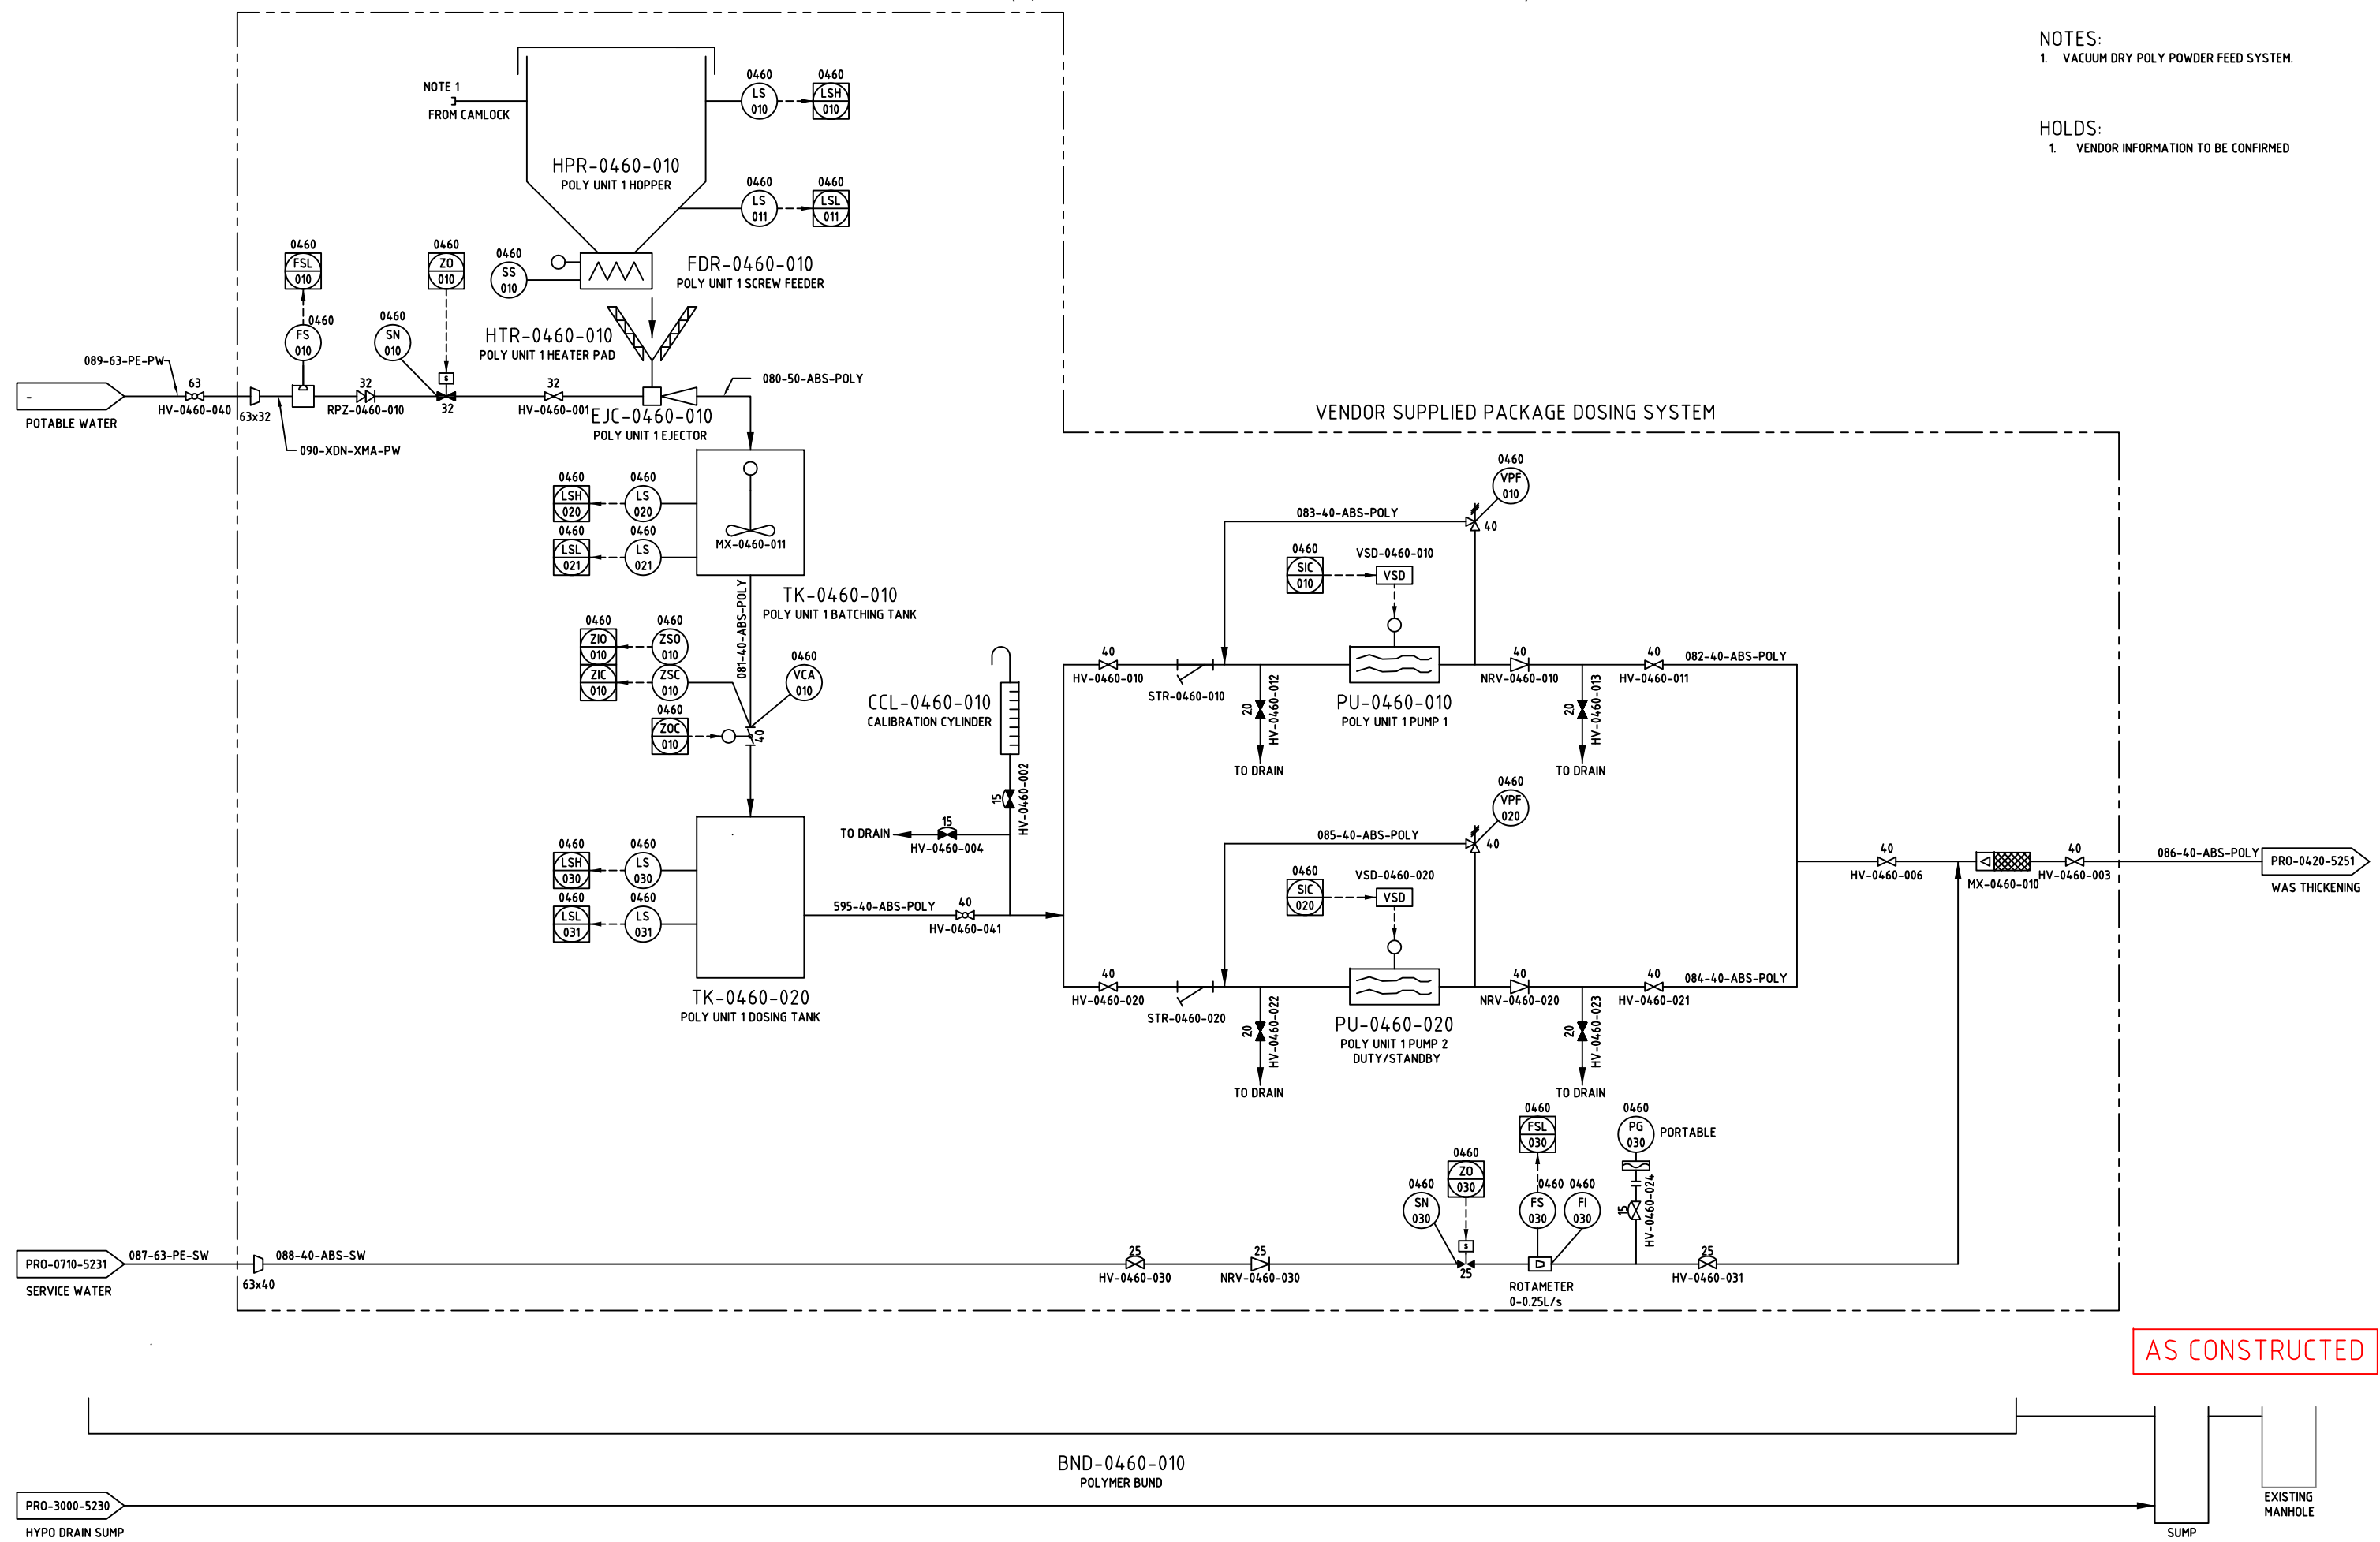 NOTES:
1. VACUUM DRY POLY POWDER FEED SYSTEM.
HOLDS:
1. VENDOR INFORMATION TO BE CONFIRMED
NOTE 1
FROM CAMLOCK
HPR-0460-010
POLY UNIT 1 HOPPER
0460
LS
010
0460
LSH
010
0460
LS
011
0460
LSL
011
0460
SS
010
FDR-0460-010
POLY UNIT 1 SCREW FEEDER
0460
FSL
010
0460
FS
010
0460
ZO
010
0460
SN
010
HTR-0460-010
POLY UNIT 1 HEATER PAD
089-63-PE-PW
-
POTABLE WATER
63
HV-0460-040
63x32
090-XDN-XMA-PW
32
RPZ-0460-010
S
32
32
HV-0460-001
EJC-0460-010
POLY UNIT 1 EJECTOR
080-50-ABS-POLY
VENDOR SUPPLIED PACKAGE DOSING SYSTEM
0460
LSH
020
0460
LS
020
0460
LSL
021
0460
LS
021
MX-0460-011
TK-0460-010
POLY UNIT 1 BATCHING TANK
081-40-ABS-POLY
0460
ZIO
010
0460
ZSO
010
ZIC
010
ZSC
010
0460
VCA
010
0460
ZOC
010
40
CCL-0460-010
CALIBRATION CYLINDER
15
HV-0460-002
TO DRAIN
15
HV-0460-004
0460
LSH
030
0460
LS
030
0460
LSL
031
0460
LS
031
TK-0460-020
POLY UNIT 1 DOSING TANK
595-40-ABS-POLY
40
HV-0460-041
0460
VPF
010
083-40-ABS-POLY
40
0460
SIC
010
VSD-0460-010
VSD
40
HV-0460-010
STR-0460-010
20
HV-0460-012
TO DRAIN
PU-0460-010
POLY UNIT 1 PUMP 1
40
NRV-0460-010
20
HV-0460-013
TO DRAIN
40
HV-0460-011
082-40-ABS-POLY
0460
VPF
020
085-40-ABS-POLY
40
0460
SIC
020
VSD-0460-020
VSD
40
HV-0460-020
STR-0460-020
20
HV-0460-022
TO DRAIN
PU-0460-020
POLY UNIT 1 PUMP 2
DUTY/STANDBY
40
NRV-0460-020
20
HV-0460-023
TO DRAIN
40
HV-0460-021
084-40-ABS-POLY
40
HV-0460-006
MX-0460-010
40
HV-0460-003
086-40-ABS-POLY
PRO-0420-5251
WAS THICKENING
PRO-0710-5231
SERVICE WATER
087-63-PE-SW
63x40
088-40-ABS-SW
25
HV-0460-030
25
NRV-0460-030
0460
SN
030
0460
ZO
030
S
25
0460
FSL
030
0460
FS
030
0460
FI
030
ROTAMETER
0-0.25L/s
0460
PG
030
PORTABLE
15
HV-0460-024
25
HV-0460-031
AS CONSTRUCTED
BND-0460-010
POLYMER BUND
PRO-3000-5230
HYPO DRAIN SUMP
SUMP
EXISTING
MANHOLE